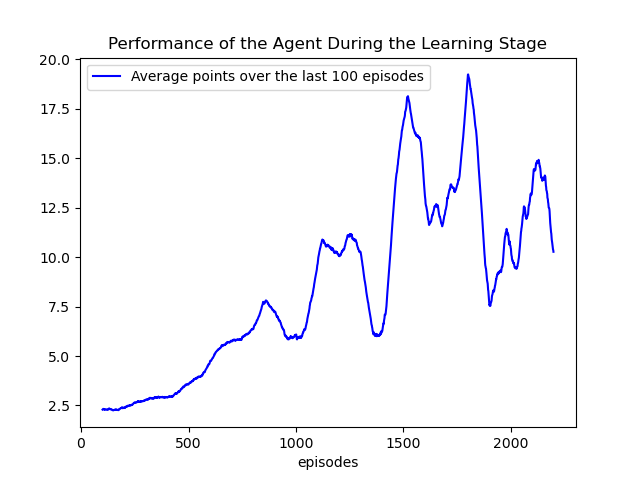 Performance of the Agent During the Learning Stage
Average points over the last 100 episodes
20.0
17.5
15.0
12.5
10.0
7.5
5.0
2.5
0 500 1000 1500 2000
episodes